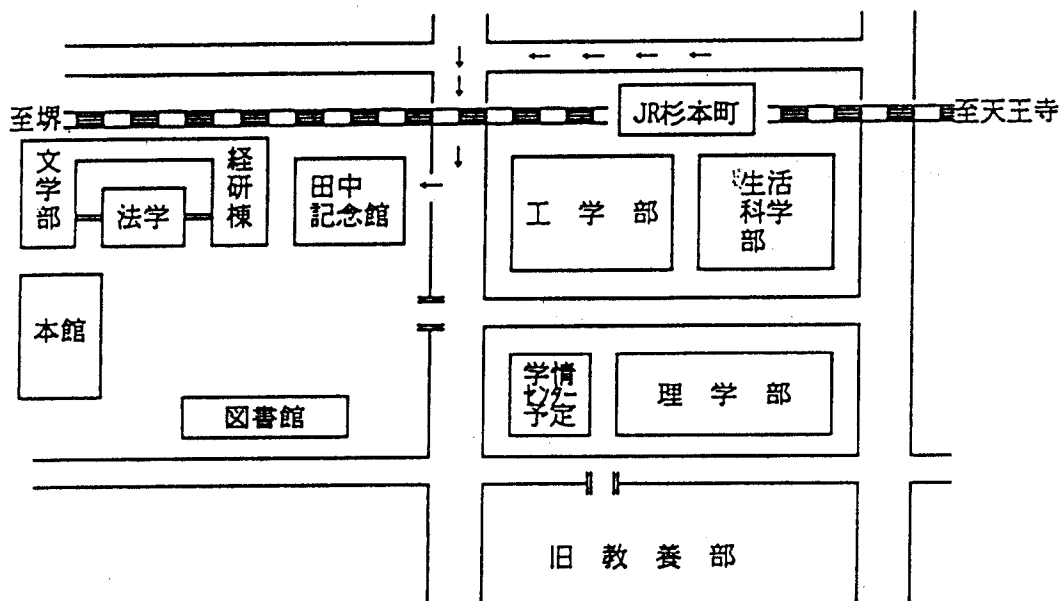 JR杉本町
至堺
至天王寺
文学部
法学
経研棟
田中
記念館
工学部
生活
科学
部
本館
学情
センター
予定
理学部
図書館
旧教養部